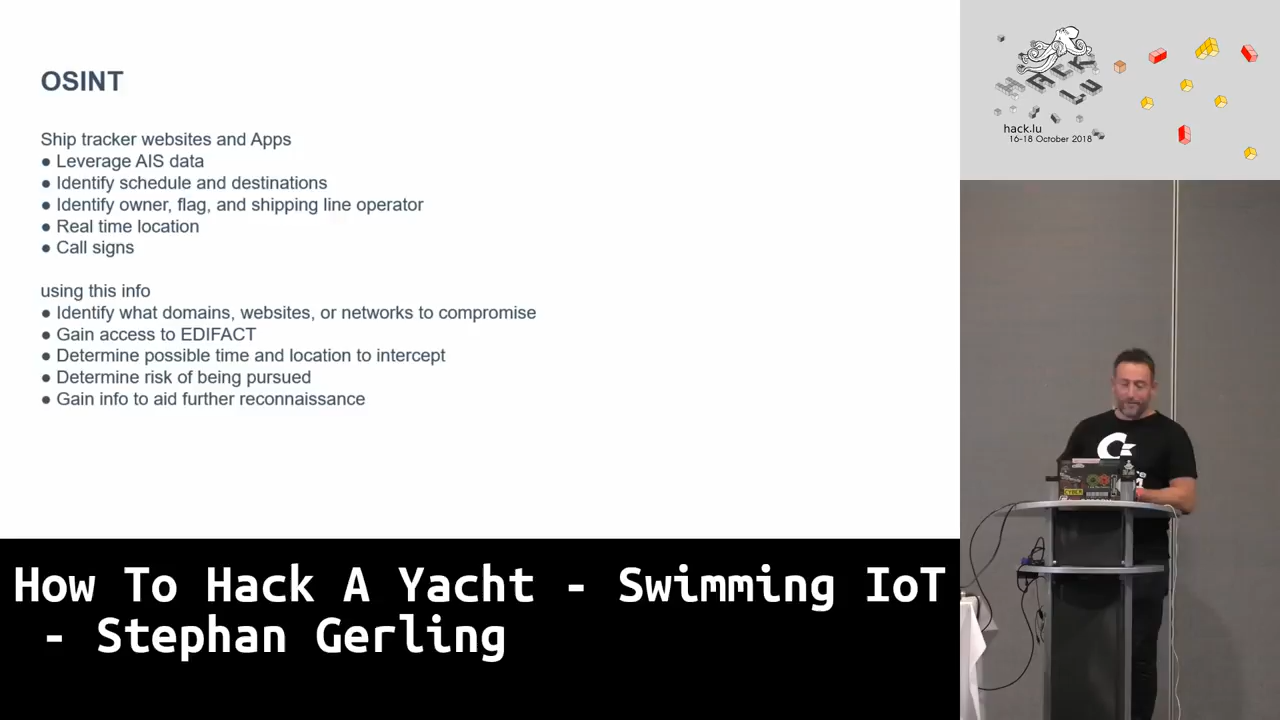 OSINT
Ship tracker websites and Apps
● Leverage AIS data
● Identify schedule and destinations
● Identify owner, flag, and shipping line operator
● Real time location
● Call signs
using this info
● Identify what domains, websites, or networks to compromise
● Gain access to EDIFACT
● Determine possible time and location to intercept
● Determine risk of being pursued
● Gain info to aid further reconnaissance
HACK
LU
hack.lu
16-18 October 2018
CYBER
How To Hack A Yacht - Swimming IoT
- Stephan Gerling